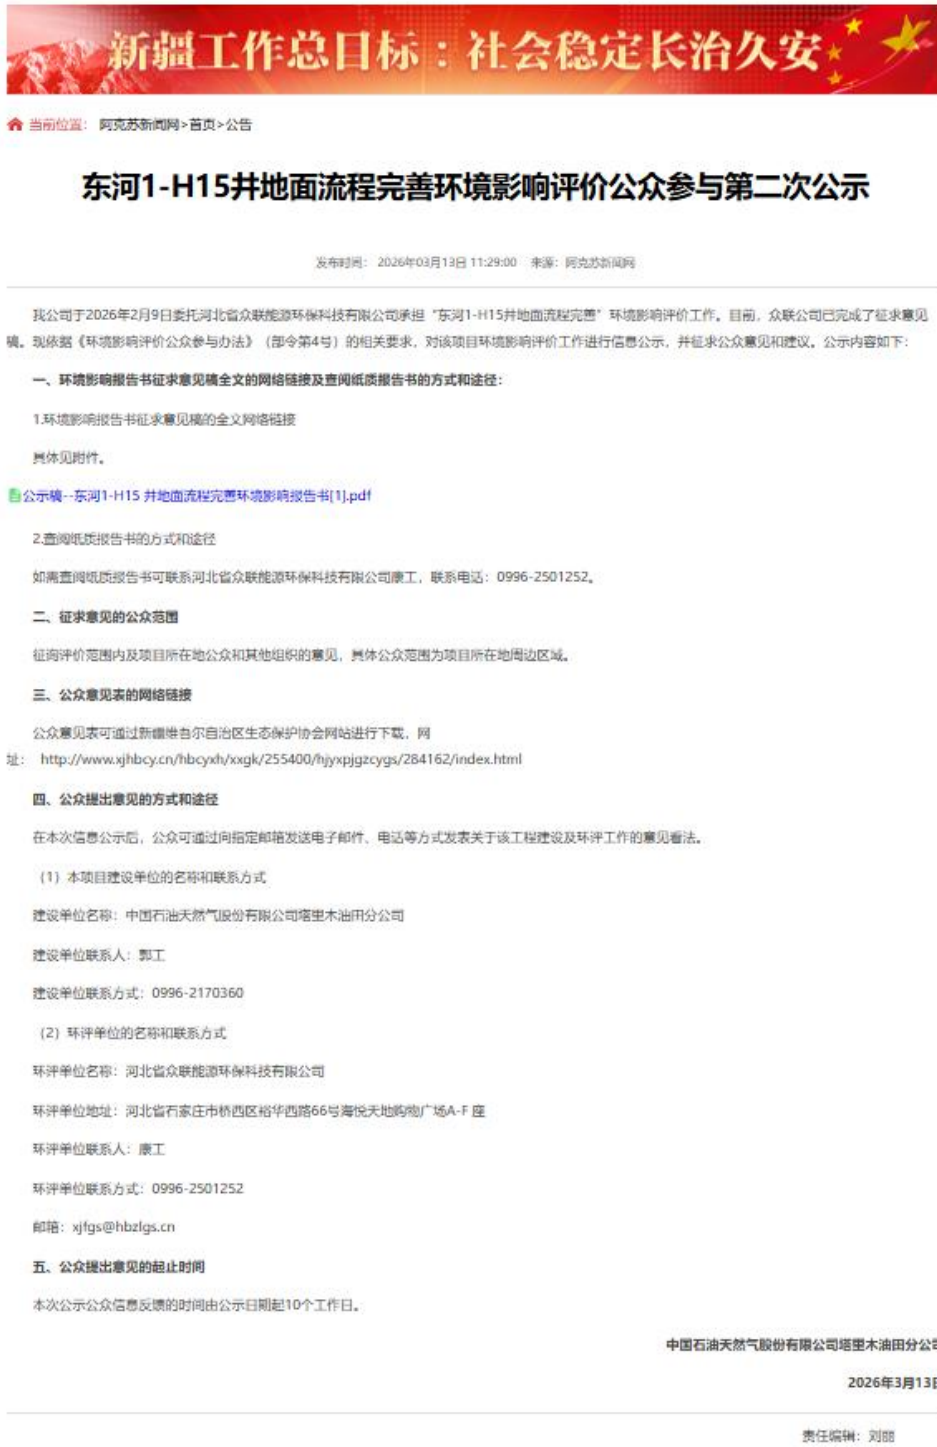 新疆工作总目标：社会稳定长治久安
当前位置： 阿克苏新闻网>首页>公告
东河1-H15井地面流程完善环境影响评价公众参与第二次公示
发布时间： 2026年03月13日 11:29:00 来源：阿克苏新闻网
我公司于2026年2月9日委托河北省众联能源环保科技有限公司承担“东河1-H15井地面流程完善”环境影响评价工作。目前，众联公司已完成了征求意见
稿。现依据《环境影响评价公众参与办法》（部令第4号）的相关要求，对该项目环境影响评价工作进行信息公示，并征求公众意见和建议。公示内容如下：
一、环境影响报告书征求意见稿全文的网络链接及查阅纸质报告书的方式和途径：
1.环境影响报告书征求意见稿的全文网络链接
具体见附件。
公示稿--东河1-H15 井地面流程完善环境影响报告书[1].pdf
2.查阅纸质报告书的方式和途径
如需查阅纸质报告书可联系河北省众联能源环保科技有限公司康工，联系电话：0996-2501252。
二、征求意见的公众范围
征询评价范围内及项目所在地公众和其他组织的意见，具体公众范围为项目所在地周边区域。
三、公众意见表的网络链接
公众意见表可通过新疆维吾尔自治区生态保护协会网站进行下载，网
址： http://www.xjhbcy.cn/hbcyxh/xxgk/255400/hjyxpjgzcygs/284162/index.html
四、公众提出意见的方式和途径
在本次信息公示后，公众可通过向指定邮箱发送电子邮件、电话等方式发表关于该工程建设及环评工作的意见看法。
（1）本项目建设单位的名称和联系方式
建设单位名称：中国石油天然气股份有限公司塔里木油田分公司
建设单位联系人：郭工
建设单位联系方式：0996-2170360
（2）环评单位的名称和联系方式
环评单位名称：河北省众联能源环保科技有限公司
环评单位地址：河北省石家庄市桥西区裕华西路66号海悦天地购物广场A-F 座
环评单位联系人：康工
环评单位联系方式：0996-2501252
邮箱：xjfgs@hbzlgs.cn
五、公众提出意见的起止时间
本次公示公众信息反馈的时间由公示日期起10个工作日。
中国石油天然气股份有限公司塔里木油田分公司
2026年3月13日
责任编辑：刘丽